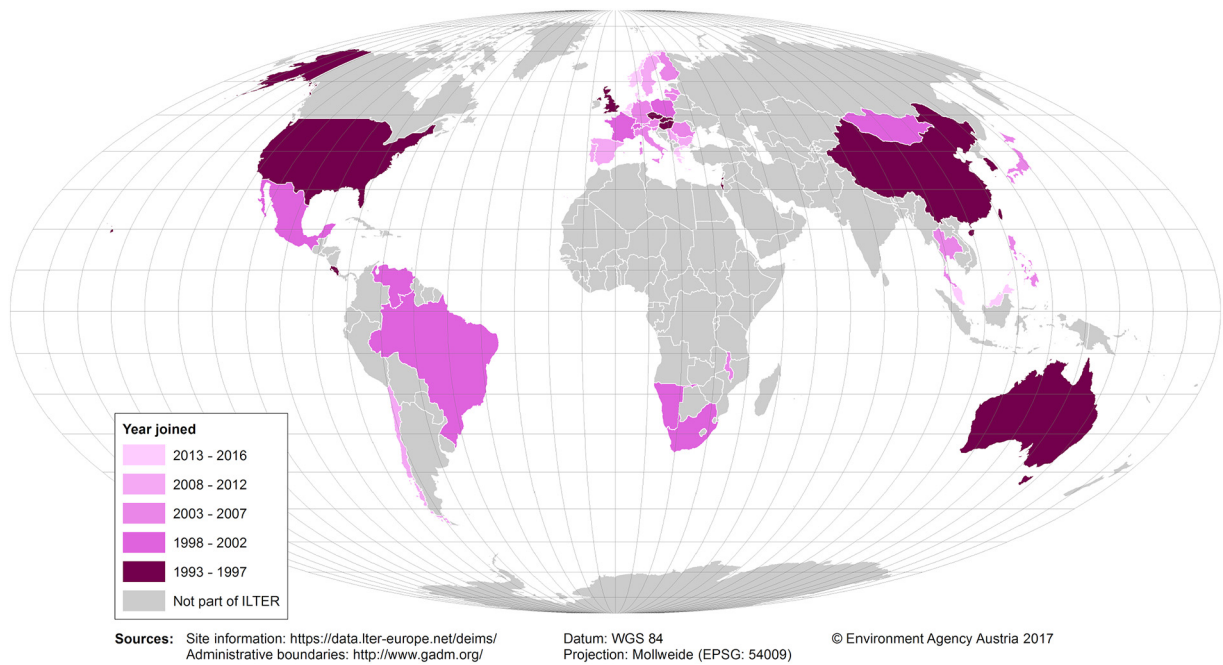 Year joined
2013 - 2016
2008 - 2012
2003 - 2007
1998 - 2002
1993 - 1997
Not part of ILTER
Sources: Site information: https://data.lter-europe.net/deims/
Administrative boundaries: http://www.gadm.org/
Datum: WGS 84
Projection: Mollweide (EPSG: 54009)
© Environment Agency Austria 2017